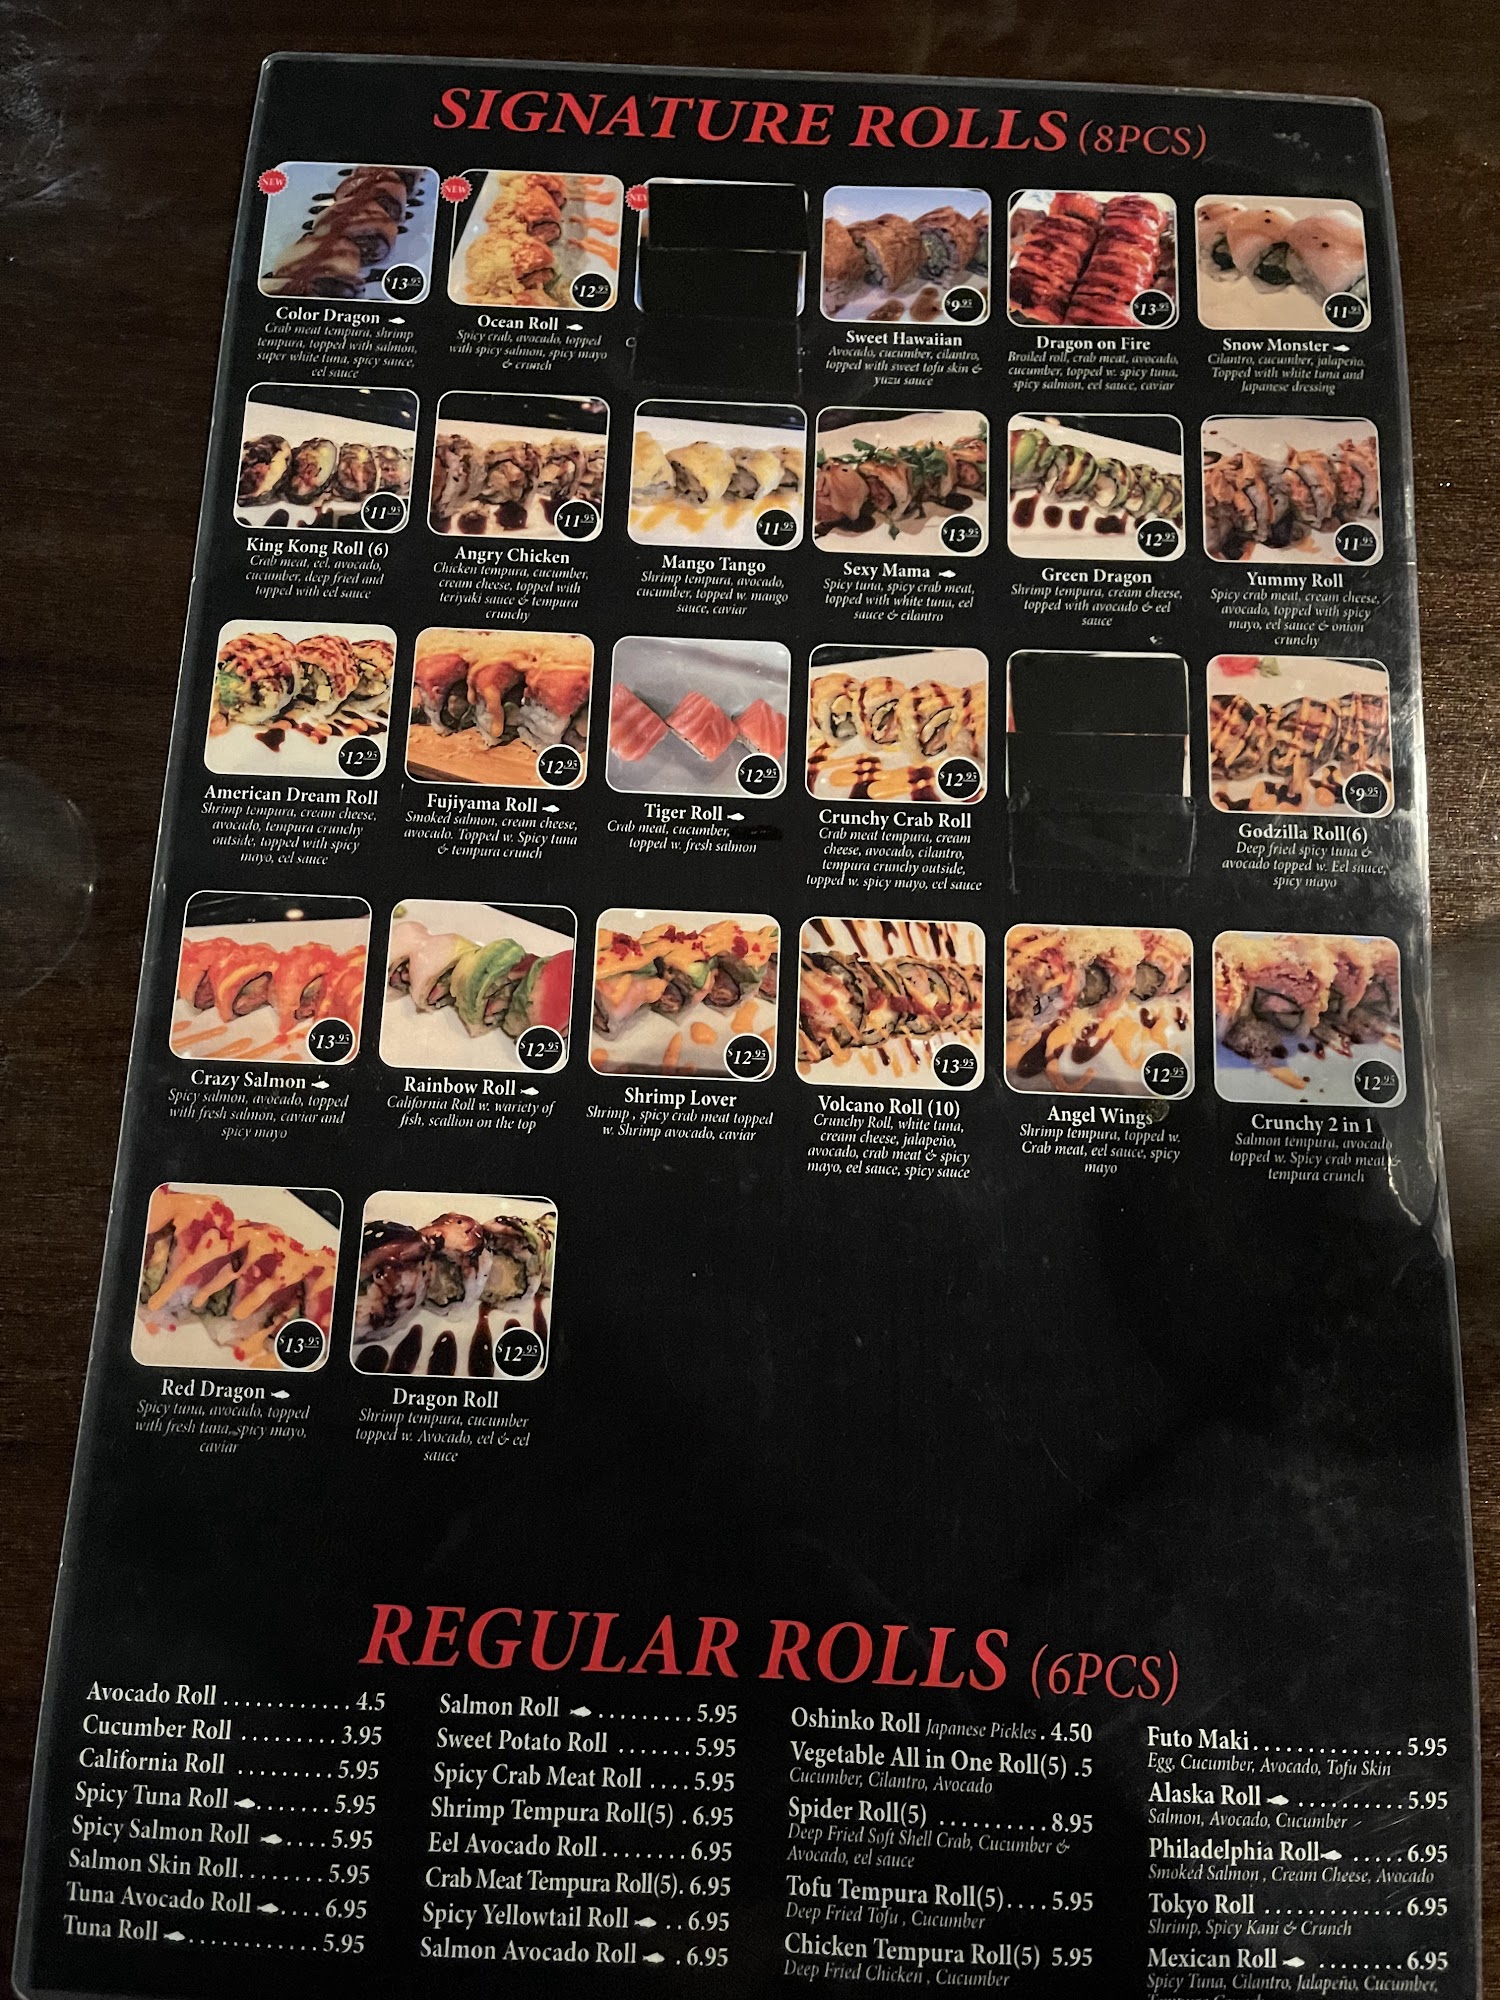 SIGNATURE ROLLS (8PCS)
NEW
$13.95
Color Dragon
Crab meat tempura, shrimp
tempura, topped with salmon,
super white tuna, spicy sauce,
eel sauce
NEW
$12.95
Ocean Roll
Spicy crab, avocado, topped
with spicy salmon, spicy mayo
& crunch
$9.95
Sweet Hawaiian
Avocado, cucumber, cilantro,
topped with sweet tofu skin &
yuzu sauce
$13.95
Dragon on Fire
Broiled roll, crab meat, avocado,
cucumber, topped w. spicy tuna,
spicy salmon, eel sauce, caviar
$11.95
Snow Monster
Cilantro, cucumber, jalapeño.
Topped with white tuna and
Japanese dressing
$11.95
King Kong Roll (6)
Crab meat, eel, avocado,
cucumber, deep fried and
topped with eel sauce
$11.95
Angry Chicken
Chicken tempura, cucumber,
cream cheese, topped with
teriyaki sauce & tempura
crunchy
$11.95
Mango Tango
Shrimp tempura, avocado,
cucumber, topped w. mango
sauce, caviar
$13.95
Sexy Mama
Spicy tuna, spicy crab meat,
topped with white tuna, eel
sauce & cilantro
$12.95
Green Dragon
Shrimp tempura, cream cheese,
topped with avocado & eel
sauce
$11.95
Yummy Roll
Spicy crab meat, cream cheese,
avocado, topped with spicy
mayo, eel sauce & onion
crunchy
$12.95
American Dream Roll
Shrimp tempura, cream cheese,
avocado, tempura crunchy
outside, topped with spicy
mayo, eel sauce
$12.95
Fujiyama Roll
Smoked salmon, cream cheese,
avocado. Topped w. Spicy tuna
& tempura crunch
$12.95
Tiger Roll
Crab meat, cucumber,
topped w. fresh salmon
$12.95
Crunchy Crab Roll
Crab meat tempura, cream
cheese, avocado, cilantro,
tempura crunchy outside,
topped w. spicy mayo, eel sauce
$9.95
Godzilla Roll(6)
Deep fried spicy tuna &
avocado topped w. Eel sauce,
spicy mayo
$13.95
Crazy Salmon
Spicy salmon, avocado, topped
with fresh salmon, caviar and
spicy mayo
$12.95
Rainbow Roll
California Roll w. wariety of
fish, scallion on the top
$12.95
Shrimp Lover
Shrimp , spicy crab meat topped
w. Shrimp avocado, caviar
$13.95
Volcano Roll (10)
Crunchy Roll, white tuna,
cream cheese, jalapeño,
avocado, crab meat & spicy
mayo, eel sauce, spicy sauce
$12.95
Angel Wings
Shrimp tempura, topped w.
Crab meat, eel sauce, spicy
mayo
$12.95
Crunchy 2 in 1
Salmon tempura, avocado
topped w. Spicy crab meat &
tempura crunch
$13.95
Red Dragon
Spicy tuna, avocado, topped
with fresh tuna, spicy mayo,
caviar
$12.95
Dragon Roll
Shrimp tempura, cucumber
topped w. Avocado, eel & eel
sauce
REGULAR ROLLS (6PCS)
Avocado Roll ............ 4.5
Cucumber Roll ......... 3.95
California Roll ......... 5.95
Spicy Tuna Roll ....... 5.95
Spicy Salmon Roll .... 5.95
Salmon Skin Roll....... 5.95
Tuna Avocado Roll .... 6.95
Tuna Roll ............ 5.95
Salmon Roll ......... 5.95
Sweet Potato Roll ....... 5.95
Spicy Crab Meat Roll .... 5.95
Shrimp Tempura Roll(5) . 6.95
Eel Avocado Roll........ 6.95
Crab Meat Tempura Roll(5). 6.95
Spicy Yellowtail Roll .. 6.95
Salmon Avocado Roll . 6.95
Oshinko Roll Japanese Pickles . 4.50
Vegetable All in One Roll(5) .5
Cucumber, Cilantro, Avocado
Spider Roll(5) .......... 8.95
Deep Fried Soft Shell Crab, Cucumber &
Avocado, eel sauce
Tofu Tempura Roll(5).... 5.95
Deep Fried Tofu , Cucumber
Chicken Tempura Roll(5) 5.95
Deep Fried Chicken , Cucumber
Futo Maki.............. 5.95
Egg, Cucumber, Avocado, Tofu Skin
Alaska Roll .......... 5.95
Salmon, Avocado, Cucumber
Philadelphia Roll ..... 6.95
Smoked Salmon , Cream Cheese, Avocado
Tokyo Roll ............. 6.95
Shrimp, Spicy Kani & Crunch
Mexican Roll ........ 6.95
Spicy Tuna, Cilantro, Jalapeño, Cucumber,